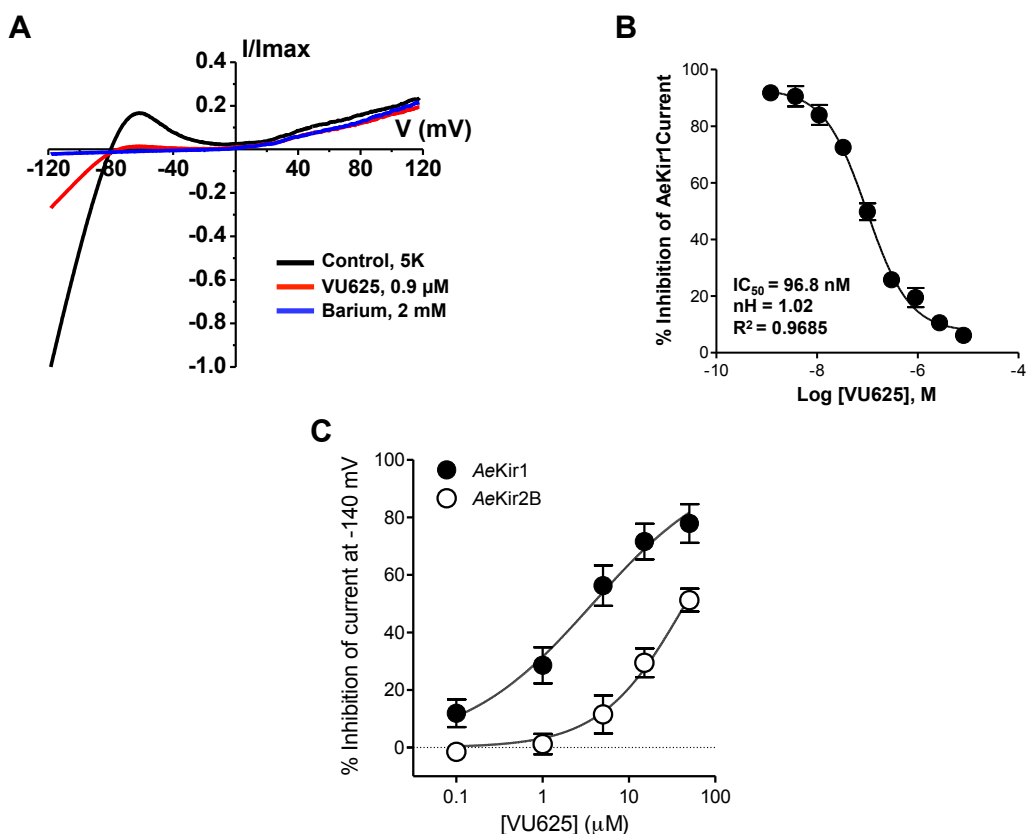 A
I/Imax
0.4
0.2
V (mV)
-120
-80
-40
0
40
80
120
-0.2
-0.4
-0.6
-0.8
-1.0
Control, 5K
VU625, 0.9 μM
Barium, 2 mM
B
% Inhibition of AeKir1Current
100
80
60
40
20
0
IC50 = 96.8 nM
nH = 1.02
R2 = 0.9685
-10
-8
-6
-4
Log [VU625], M
C
% Inhibition of current at -140 mV
100
80
60
40
20
0
AeKir1
AeKir2B
0.1
1
10
100
[VU625] (μM)